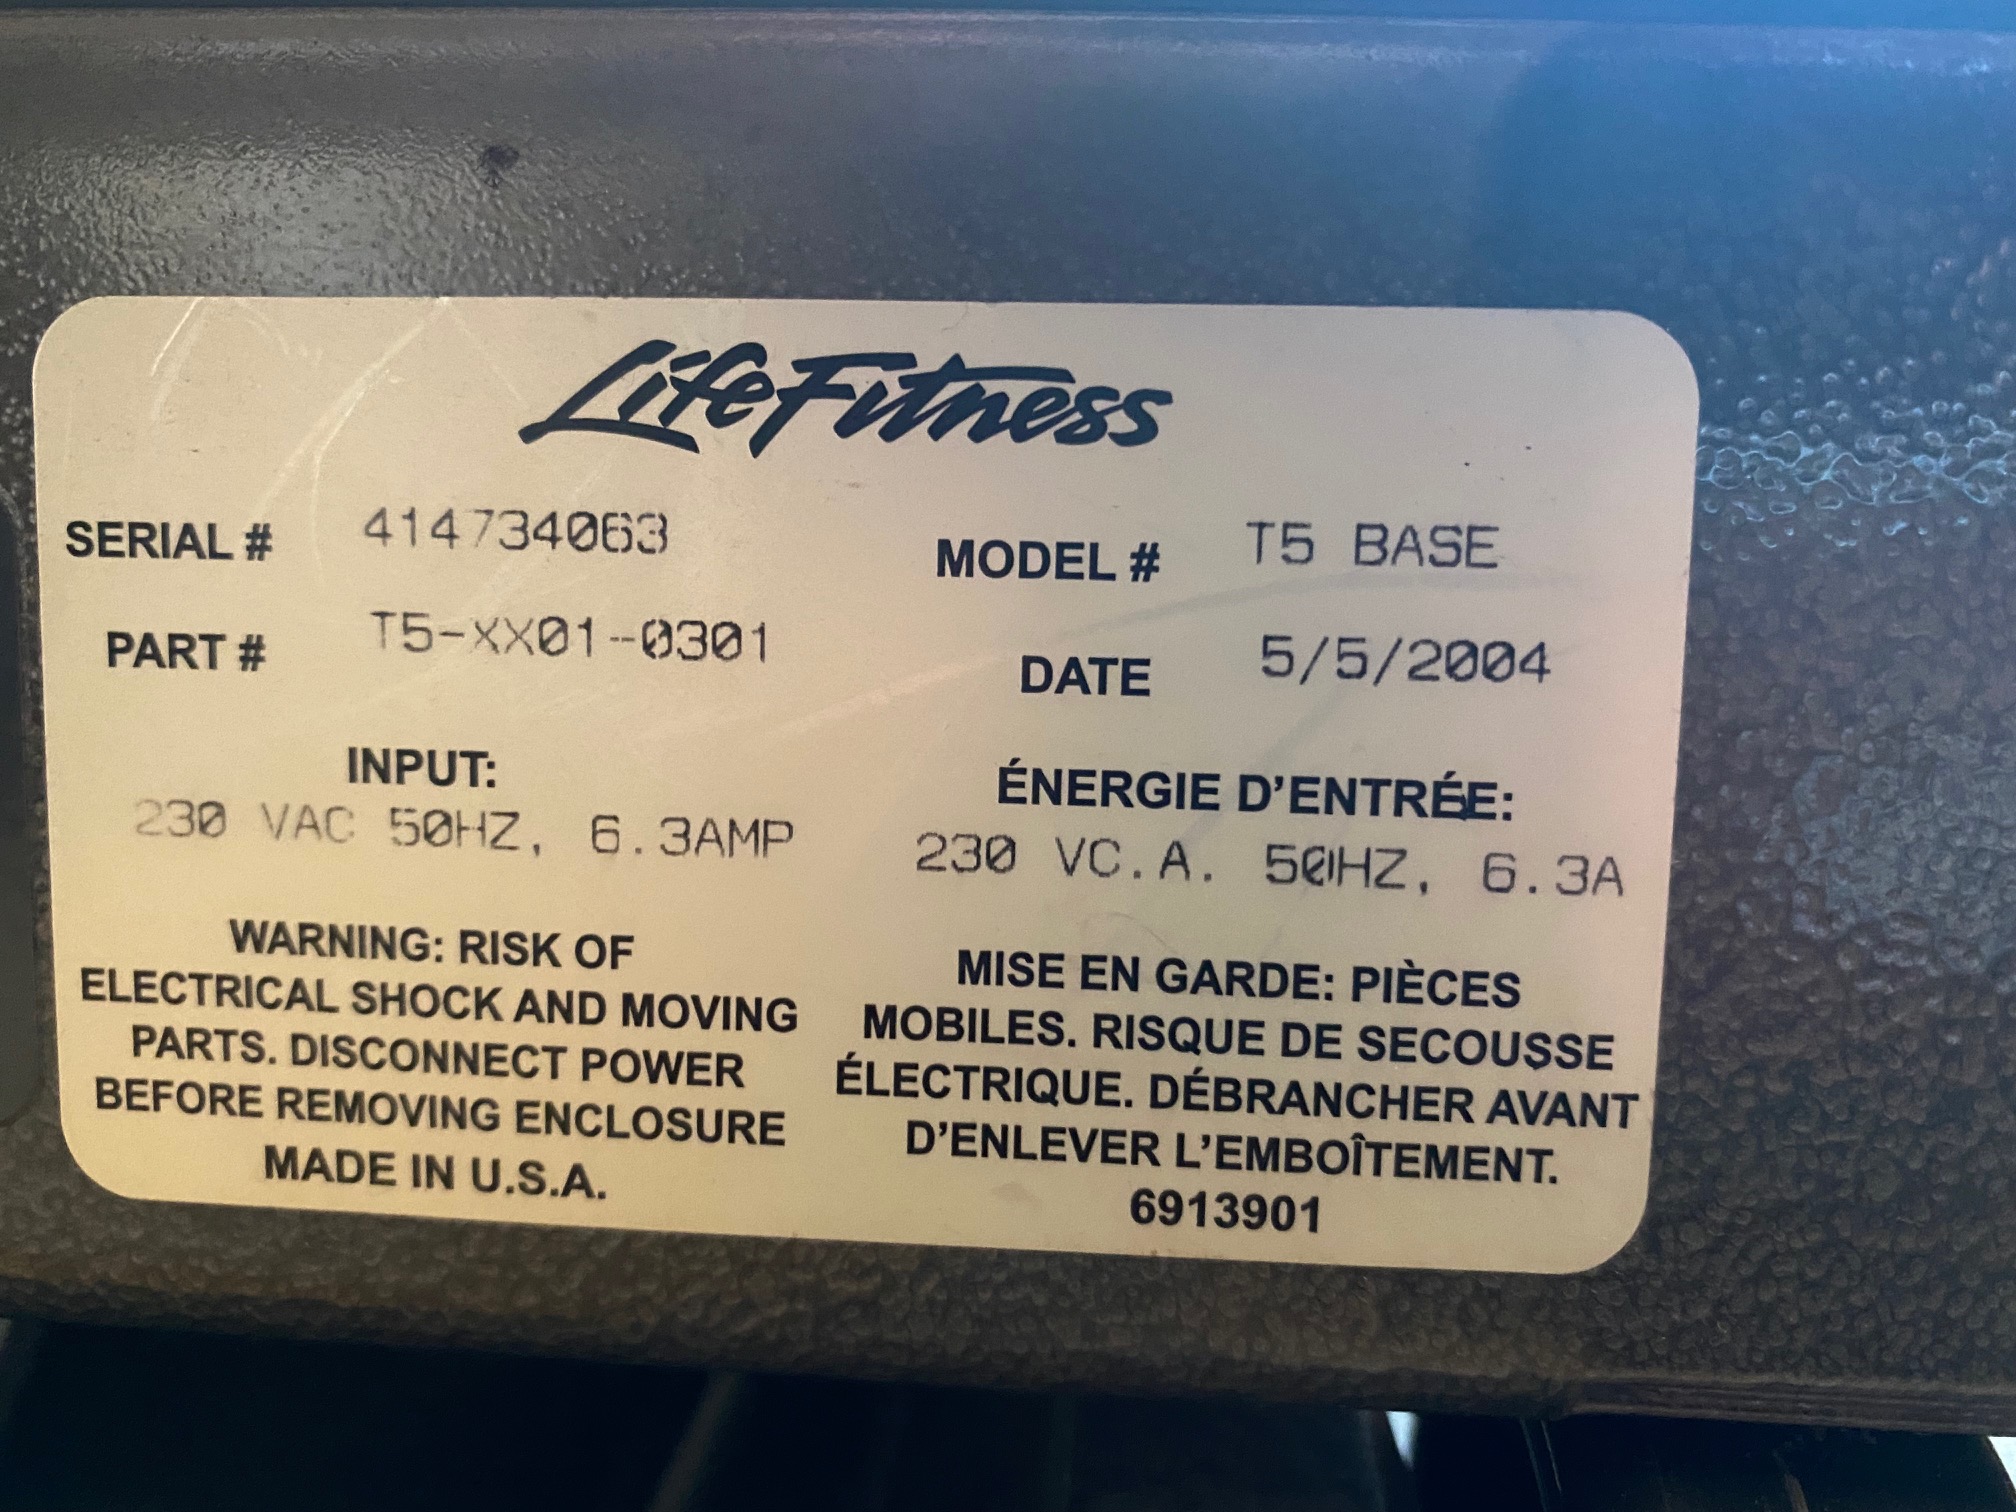 LifeFitness
SERIAL # 414734063
MODEL # T5 BASE
PART # T5-XX01-0301
DATE 5/5/2004
INPUT:
230 VAC 50HZ, 6.3AMP
WARNING: RISK OF
ELECTRICAL SHOCK AND MOVING
PARTS. DISCONNECT POWER
BEFORE REMOVING ENCLOSURE
MADE IN U.S.A.
ÉNERGIE D'ENTRÉE:
230 VC.A. 50HZ, 6.3A
MISE EN GARDE: PIÈCES
MOBILES. RISQUE DE SECOUSSE
ÉLECTRIQUE. DÉBRANCHER AVANT
D'ENLEVER L'EMBOÎTEMENT.
6913901